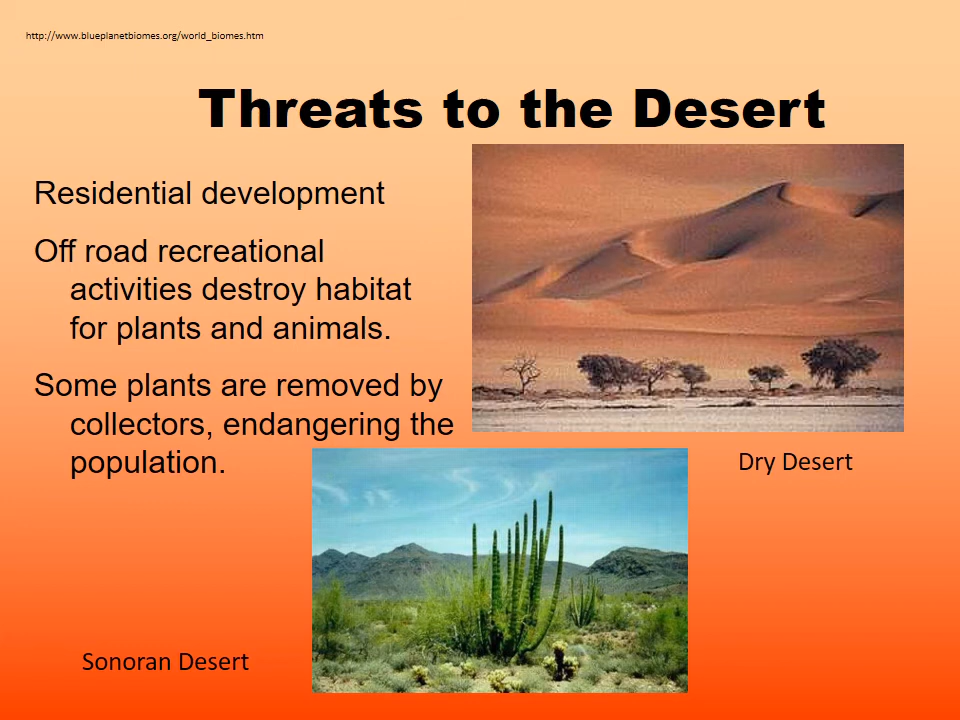 http://www.blueplanetbiomes.org/world_biomes.htm
Threats to the Desert
Residential development
Off road recreational
activities destroy habitat
for plants and animals.
Some plants are removed by
collectors, endangering the
population.
Dry Desert
Sonoran Desert